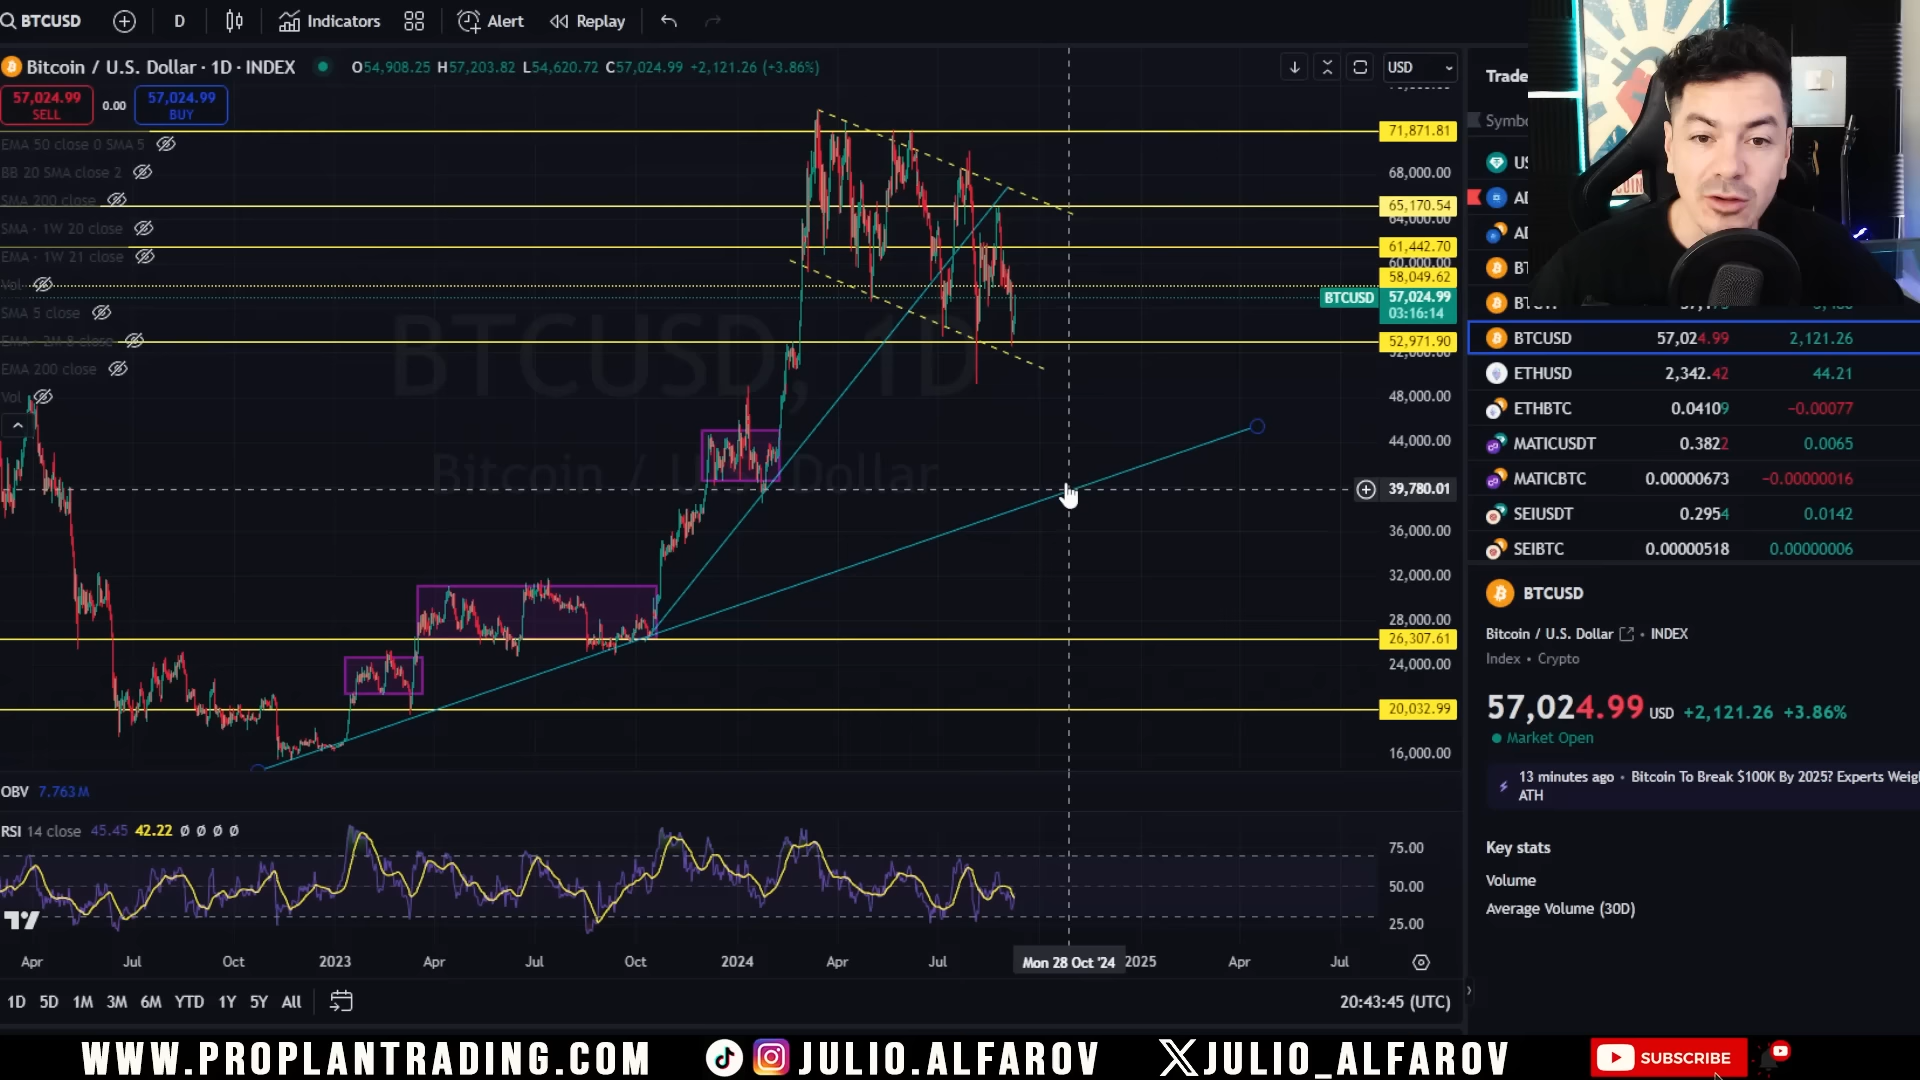 BTCUSD D Indicators Alert Replay
Bitcoin / U.S. Dollar · 1D · INDEX O54,908.25 H57,203.82 L54,620.72 C57,024.99 +2,121.26 (+3.86%) USD
57,024.99 SELL 0.00 57,024.99 BUY
EMA 50 close 0 SMA 5
BB 20 SMA close 2
SMA 200 close
SMA · 1W 20 close
EMA · 1W 21 close
Vol
SMA 5 close
EMA · 2M 8 close
EMA 200 close
Vol
BTCUSD, 1D
Bitcoin / U.S. Dollar
71,871.81
68,000.00
65,170.54
64,000.00
61,442.70
60,000.00
58,049.62
BTCUSD 57,024.99
03:16:14
52,971.90
52,000.00
48,000.00
44,000.00
39,780.01
36,000.00
32,000.00
28,000.00
26,307.61
24,000.00
20,032.99
16,000.00
OBV 7.763M
RSI 14 close 45.45 42.22 Ø Ø Ø Ø
75.00
50.00
25.00
Apr Jul Oct 2023 Apr Jul Oct 2024 Apr Jul Mon 28 Oct '24 2025 Apr Jul
1D 5D 1M 3M 6M YTD 1Y 5Y All 20:43:45 (UTC)
Trade
Symbo
BTCUSD 57,024.99 2,121.26
ETHUSD 2,342.42 44.21
ETHBTC 0.04109 −0.00077
MATICUSDT 0.3822 0.0065
MATICBTC 0.00000673 −0.00000016
SEIUSDT 0.2954 0.0142
SEIBTC 0.00000518 0.00000006
BTCUSD
Bitcoin / U.S. Dollar • INDEX
Index • Crypto
57,024.99 USD +2,121.26 +3.86%
Market Open
13 minutes ago • Bitcoin To Break $100K By 2025? Experts Weigh
ATH
Key stats
Volume
Average Volume (30D)
WWW.PROPLANTRADING.COM JULIO.ALFAROV JULIO_ALFAROV SUBSCRIBE